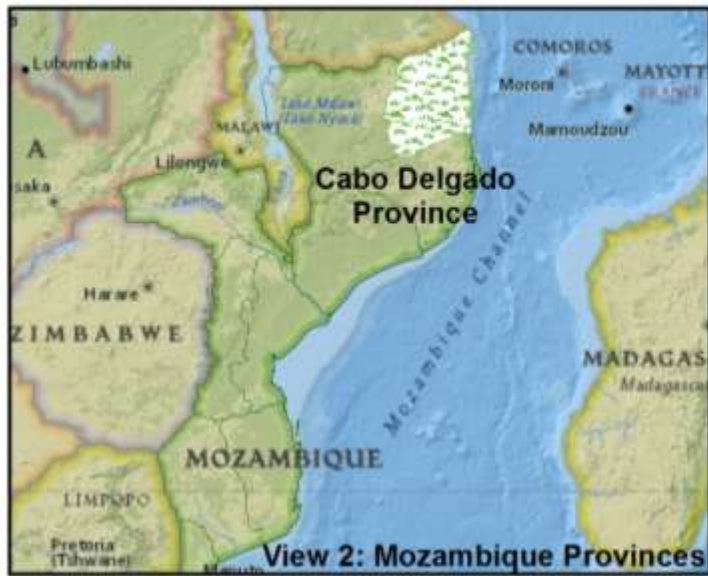 Lubumbashi
COMOROS
Moroni
MAYOTT
FRANCE
Mamoudzou
Lake Malawi
(Lake Nyasa)
MALAWI
A
Lilongwe
saka
Cabo Delgado
Province
Mozambique Channel
Harare
ZIMBABWE
MADAGAS
Madagascar
MOZAMBIQUE
LIMPOPO
Pretoria
(Tshwane)
Maputo
View 2: Mozambique Provinces